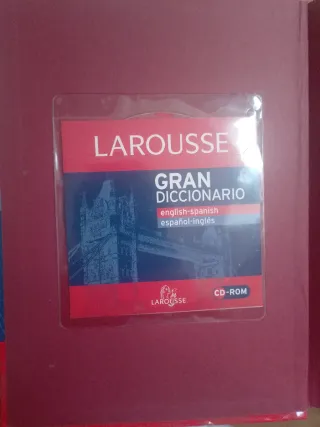 LAROUSSE
GRAN
DICCIONARIO
english-spanish
español-inglés
LAROUSSE
CD-ROM